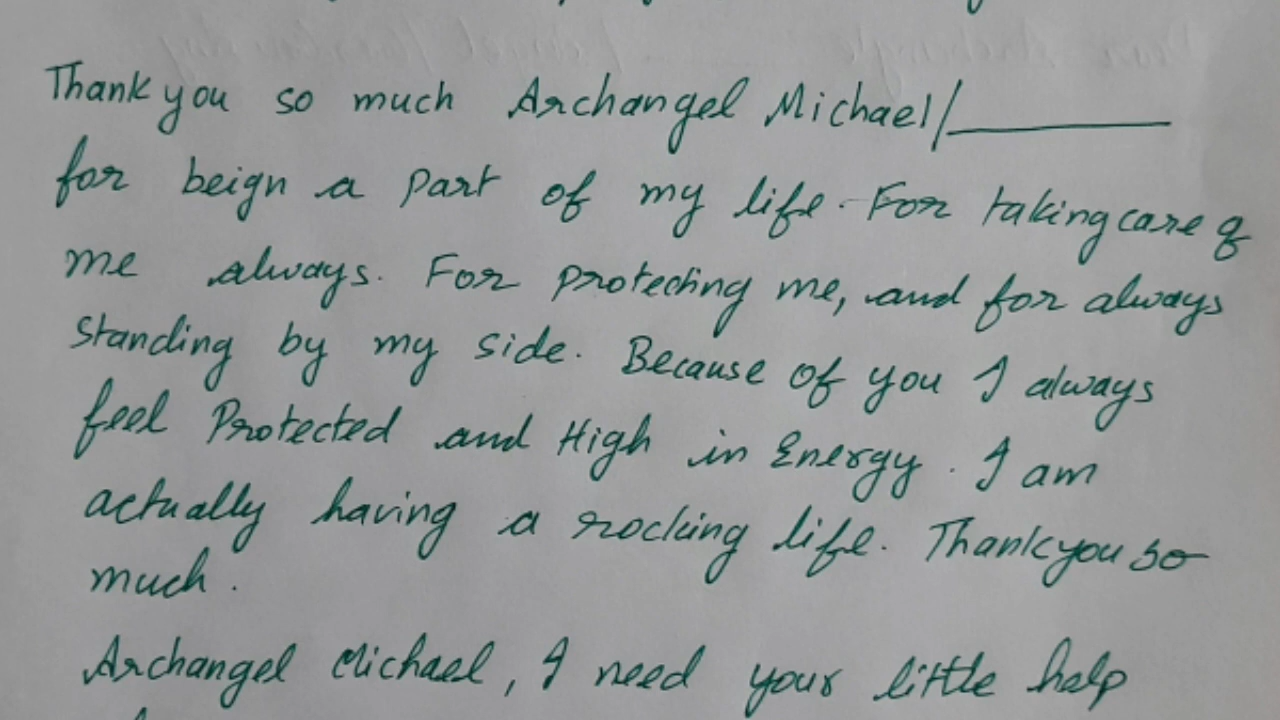 Thank you so much Archangel Michael/________
for beign a part of my life. For taking care of
me always. For protecting me, and for always
standing by my side. Because of you I always
feel Protected and High in Energy. I am
actually having a rocking life. Thankyou so
much.
Archangel Michael, I need your little help